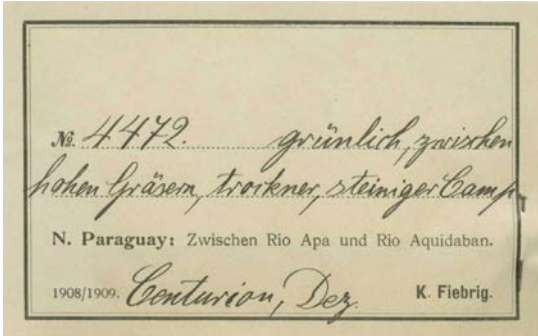 № 4472. grünlich, zwischen
hohen Gräsern, trockner, steiniger Camp
N. Paraguay: Zwischen Rio Apa und Rio Aquidaban.
1908/1909. Centurion, Dez. K. Fiebrig.